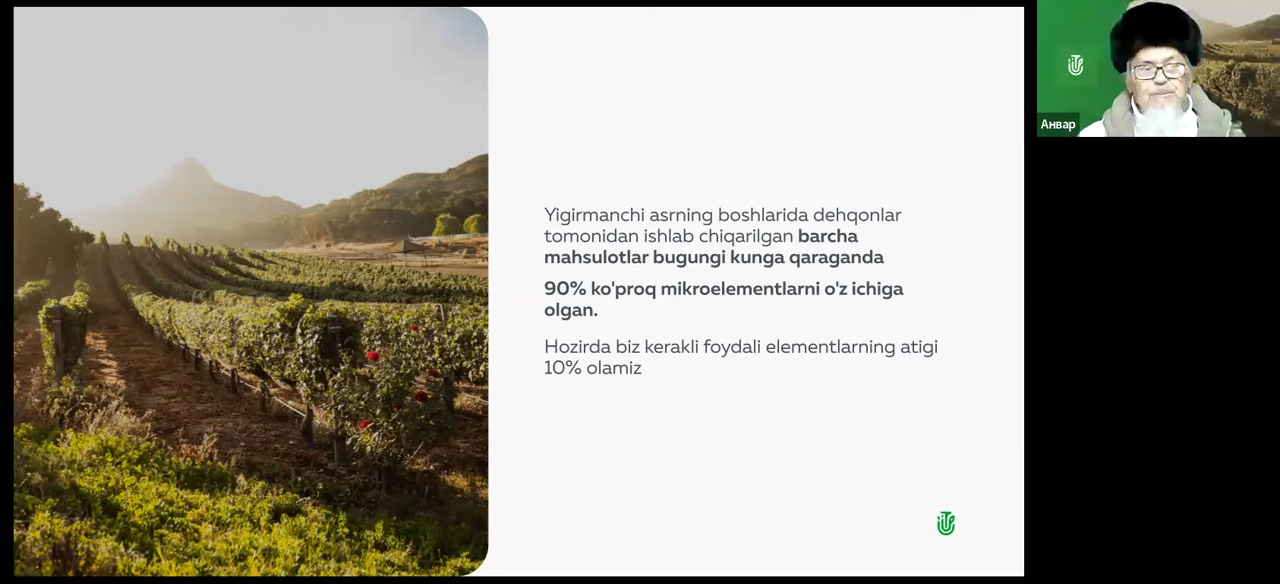 Yigirmanchi asrning boshlarida dehqonlar
tomonidan ishlab chiqarilgan barcha
mahsulotlar bugungi kunga qaraganda
90% ko'proq mikroelementlarni o'z ichiga
olgan.
Hozirda biz kerakli foydali elementlarning atigi
10% olamiz
Анвар